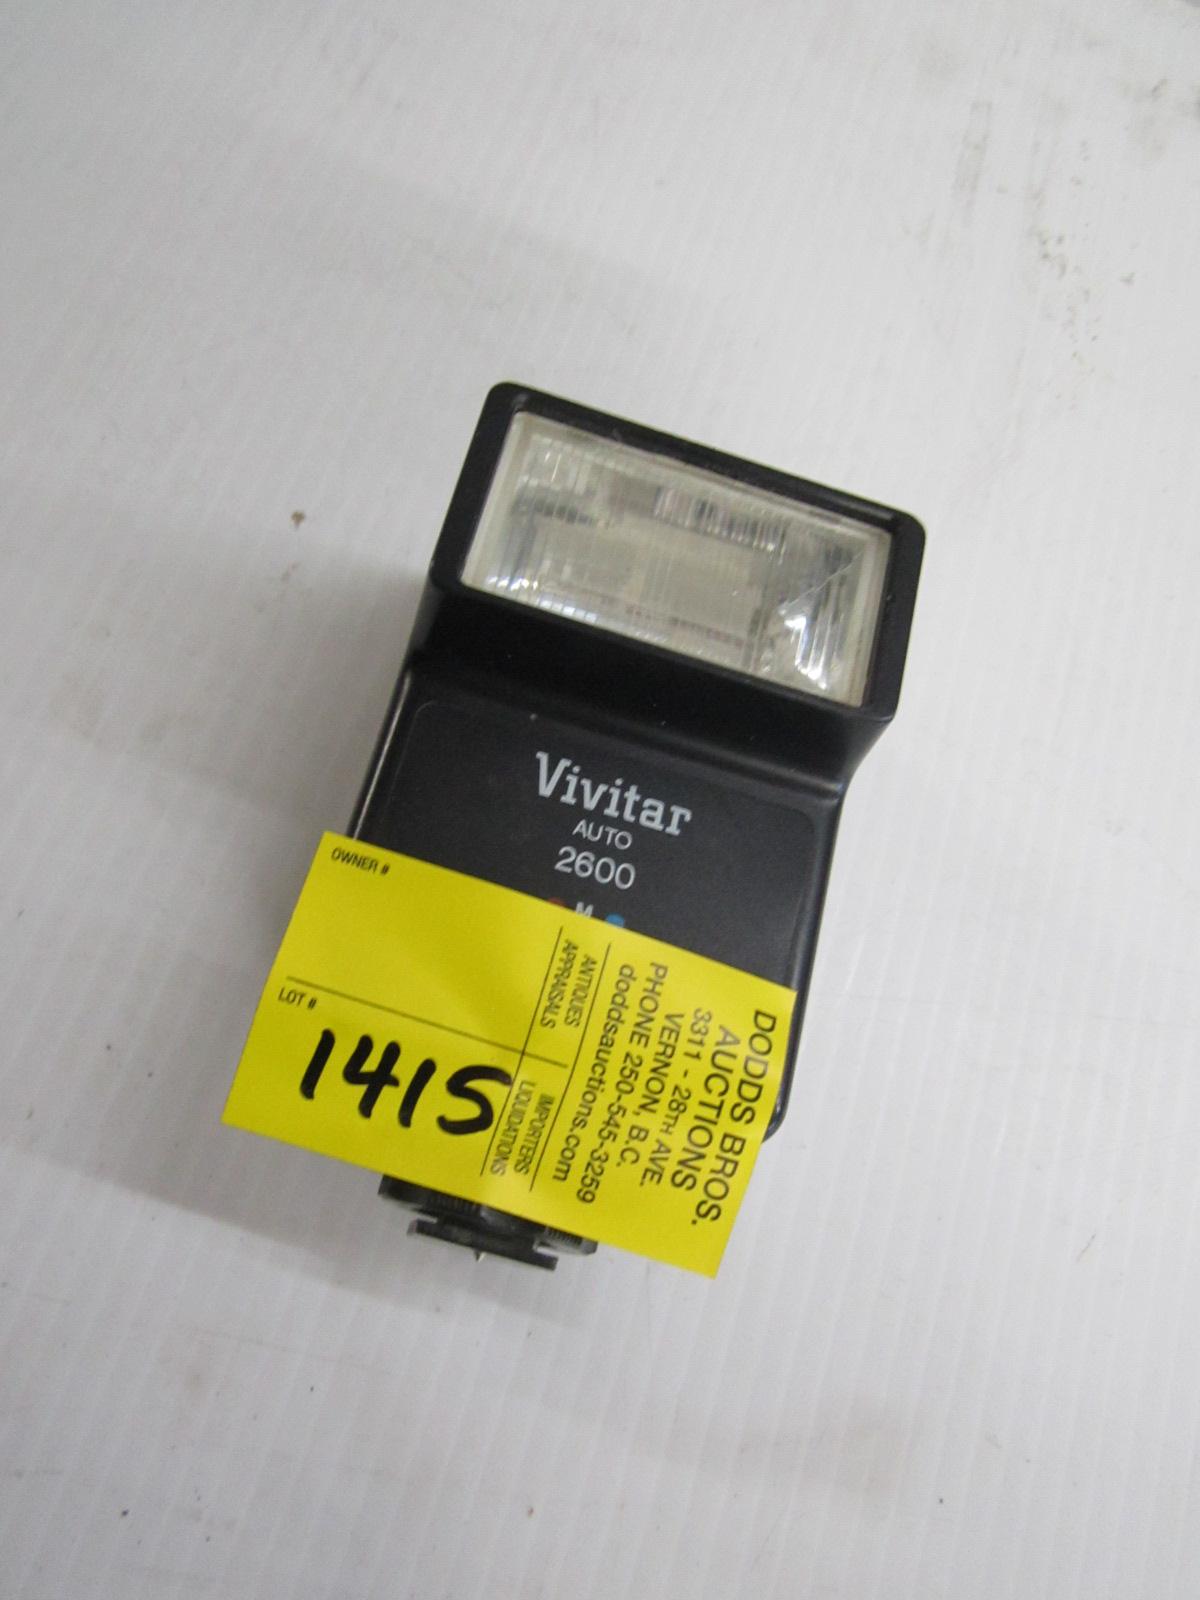 Vivitar
AUTO
2600
M
OWNER #
LOT #
1415
ANTIQUES
APPRAISALS
IMPORTERS
LIQUIDATIONS
DODDS BROS.
AUCTIONS
3311 - 28TH AVE.
VERNON, B.C.
PHONE 250-545-3259
doddsauctions.com